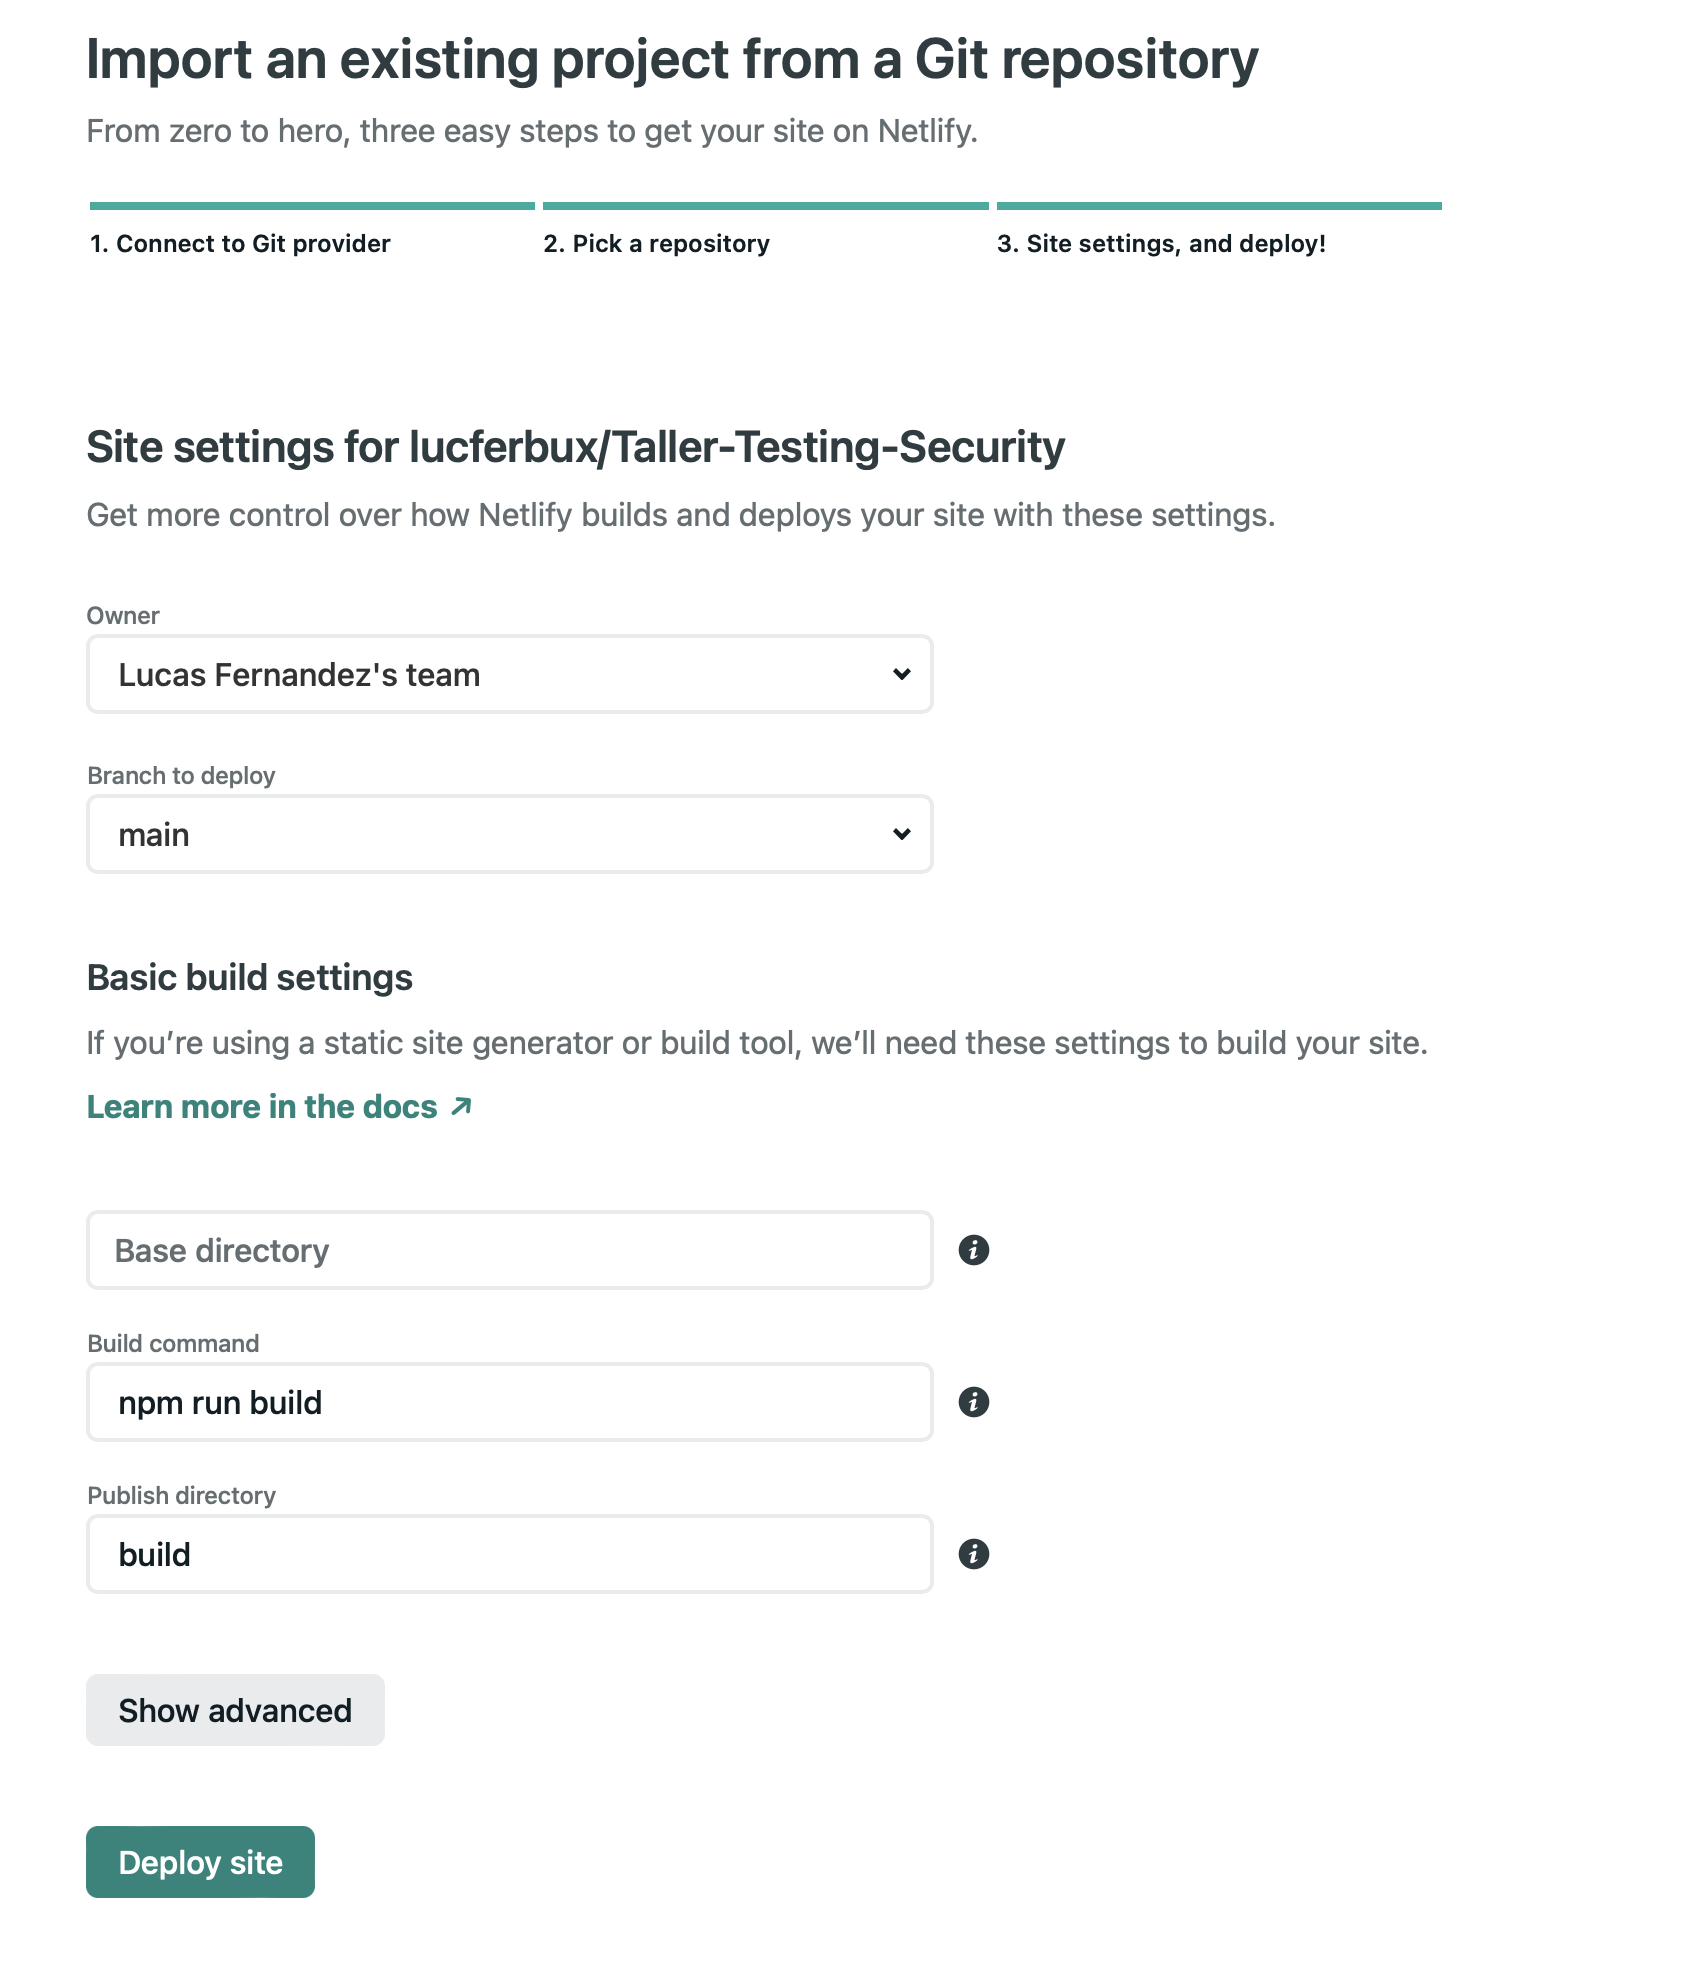 Import an existing project from a Git repository
From zero to hero, three easy steps to get your site on Netlify.
1. Connect to Git provider
2. Pick a repository
3. Site settings, and deploy!
Site settings for lucferbux/Taller-Testing-Security
Get more control over how Netlify builds and deploys your site with these settings.
Owner
Lucas Fernandez's team
Branch to deploy
main
Basic build settings
If you’re using a static site generator or build tool, we’ll need these settings to build your site.
Learn more in the docs
Base directory
Build command
npm run build
Publish directory
build
Show advanced
Deploy site